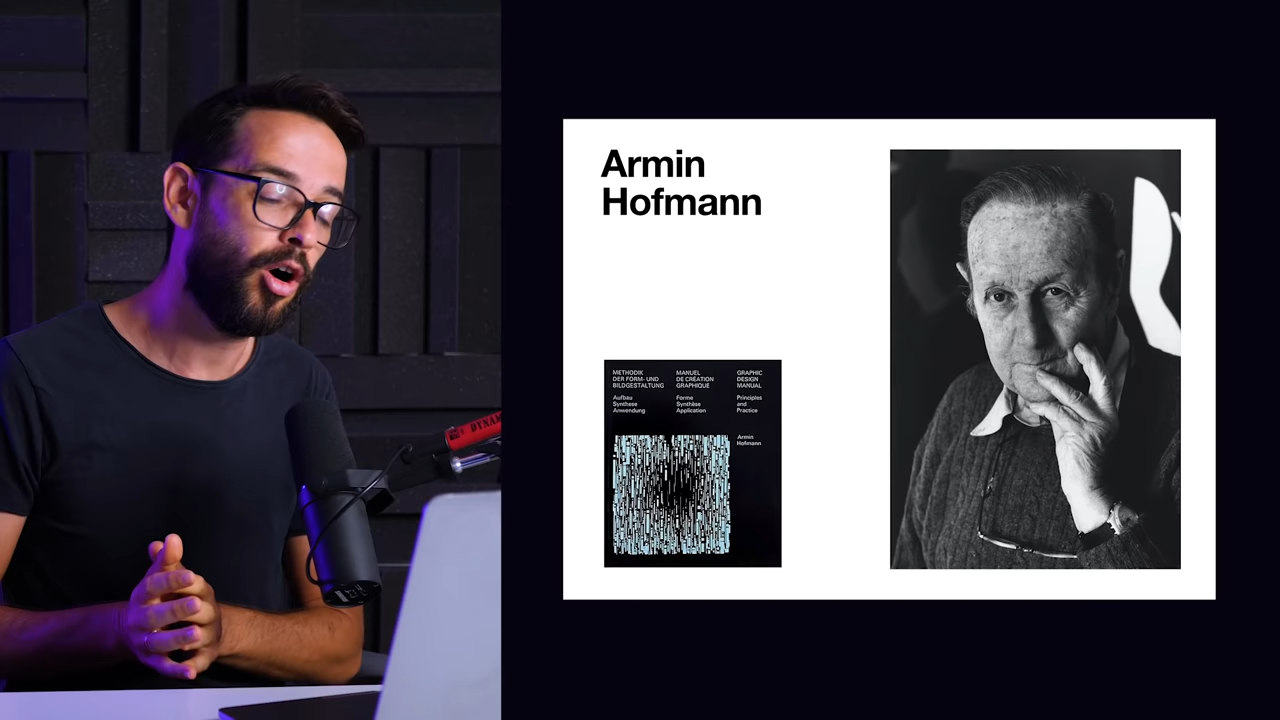 Armin
Hofmann
METHODIK
DER FORM- UND
BILDGESTALTUNG
Aufbau
Synthese
Anwendung
MANUEL
DE CRÉATION
GRAPHIQUE
Forme
Synthèse
Application
GRAPHIC
DESIGN
MANUAL
Principles
and
Practice
Armin
Hofmann
DYNAM